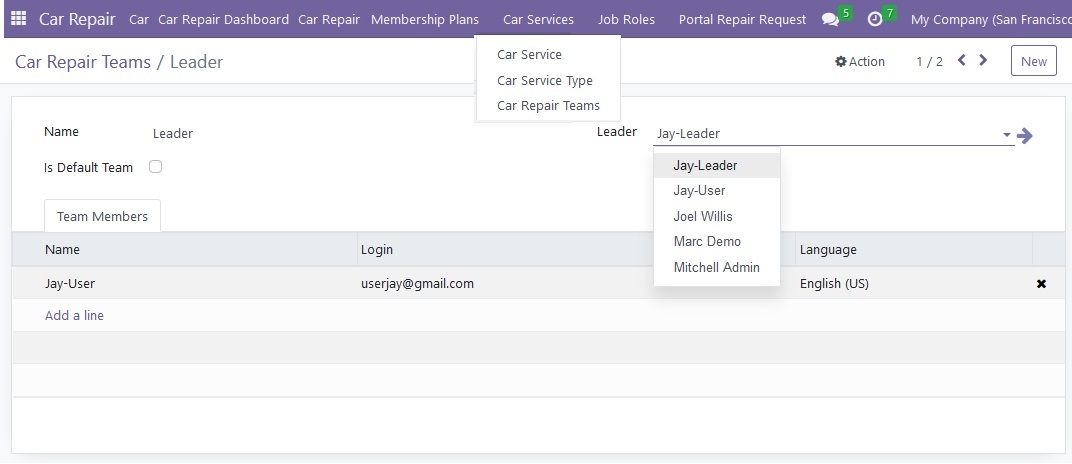 Car Repair Car Car Repair Dashboard Car Repair Membership Plans Car Services Job Roles Portal Repair Request 5 7 My Company (San Francisco
Car Repair Teams / Leader Action 1 / 2 New
Car Service
Car Service Type
Car Repair Teams
Name Leader Leader Jay-Leader
Is Default Team
Jay-Leader
Jay-User
Joel Willis
Marc Demo
Mitchell Admin
Team Members
Name Login Language
Jay-User userjay@gmail.com English (US)
Add a line